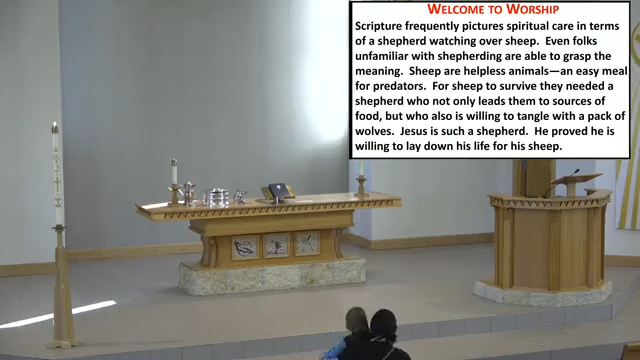 Welcome to Worship
Scripture frequently pictures spiritual care in terms
of a shepherd watching over sheep. Even folks
unfamiliar with shepherding are able to grasp the
meaning. Sheep are helpless animals—an easy meal
for predators. For sheep to survive they needed a
shepherd who not only leads them to sources of
food, but who also is willing to tangle with a pack of
wolves. Jesus is such a shepherd. He proved he is
willing to lay down his life for his sheep.